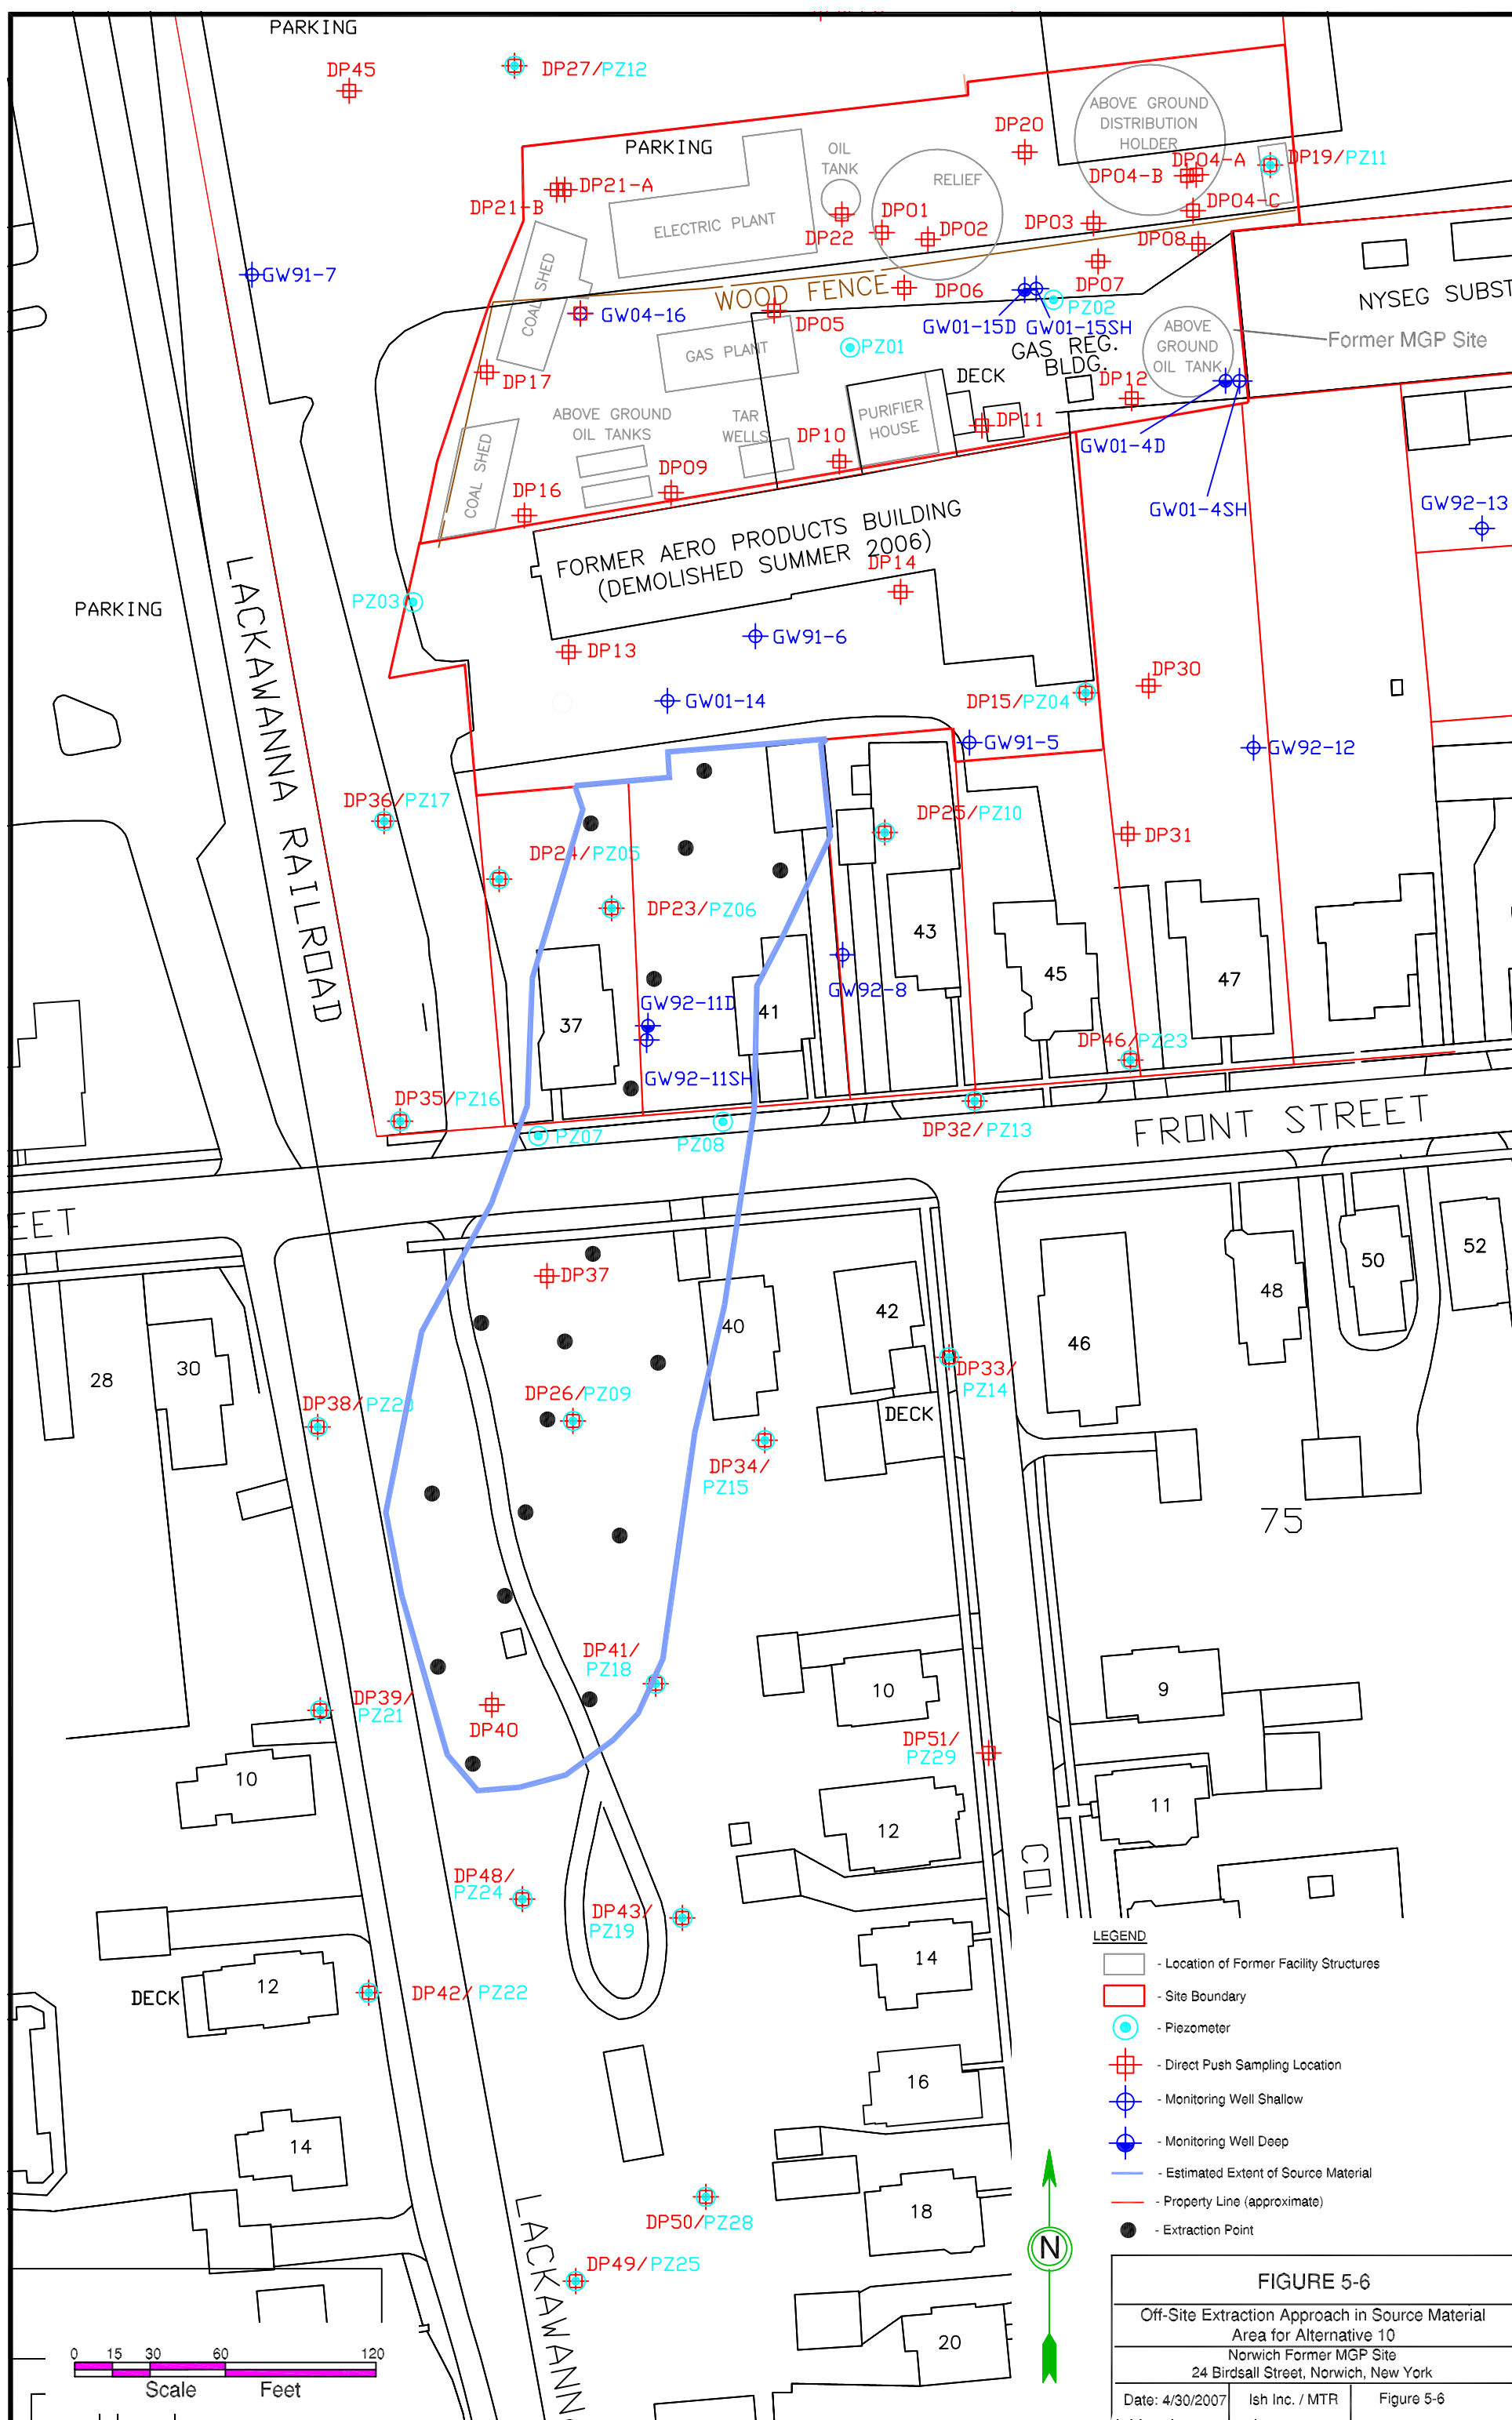 PARKING
DP45
DP27/PZ12
PARKING
DP20
ABOVE GROUND
DISTRIBUTION
HOLDER
OIL
TANK
RELIEF
DP04-A
DP04-B
DP19/PZ11
DP04-C
DP21-A
DP21-B
ELECTRIC PLANT
DP22
DP01
DP02
DP03
DP08
GW91-7
COAL SHED
GW04-16
WOOD FENCE
DP06
DP07
PZ02
DP05
GW01-15D
GW01-15SH
NYSEG SUBST
GAS PLANT
PZ01
GAS REG.
BLDG.
ABOVE
GROUND
OIL TANK
Former MGP Site
DP17
DECK
DP12
ABOVE GROUND
OIL TANKS
TAR
WELLS
PURIFIER
HOUSE
DP11
DP10
GW01-4D
COAL SHED
DP09
DP16
GW01-4SH
GW92-13
FORMER AERO PRODUCTS BUILDING
(DEMOLISHED SUMMER 2006)
DP14
PARKING
LACKAWANNA RAILROAD
PZ03
GW91-6
DP13
GW01-14
DP15/PZ04
DP30
GW91-5
GW92-12
DP36/PZ17
DP25/PZ10
DP31
DP24/PZ05
DP23/PZ06
43
45
47
GW92-8
GW92-11D
37
41
DP46/PZ23
GW92-11SH
DP35/PZ16
PZ07
PZ08
DP32/PZ13
FRONT STREET
EET
DP37
52
50
48
40
42
46
30
28
DP26/PZ09
DP33/
PZ14
DP38/PZ20
DECK
DP34/
PZ15
75
DP41/
PZ18
10
9
DP39/
PZ21
DP40
DP51/
PZ29
10
11
12
COL
DP48/
PZ24
DP43/
PZ19
14
12
DECK
DP42/PZ22
16
14
18
LACKAWANN
DP50/PZ28
DP49/PZ25
20
LEGEND
- Location of Former Facility Structures
- Site Boundary
- Piezometer
- Direct Push Sampling Location
- Monitoring Well Shallow
- Monitoring Well Deep
- Estimated Extent of Source Material
- Property Line (approximate)
- Extraction Point
N
0 15 30 60 120
Scale Feet
FIGURE 5-6
Off-Site Extraction Approach in Source Material
Area for Alternative 10
Norwich Former MGP Site
24 Birdsall Street, Norwich, New York
Date: 4/30/2007
Ish Inc. / MTR
Figure 5-6